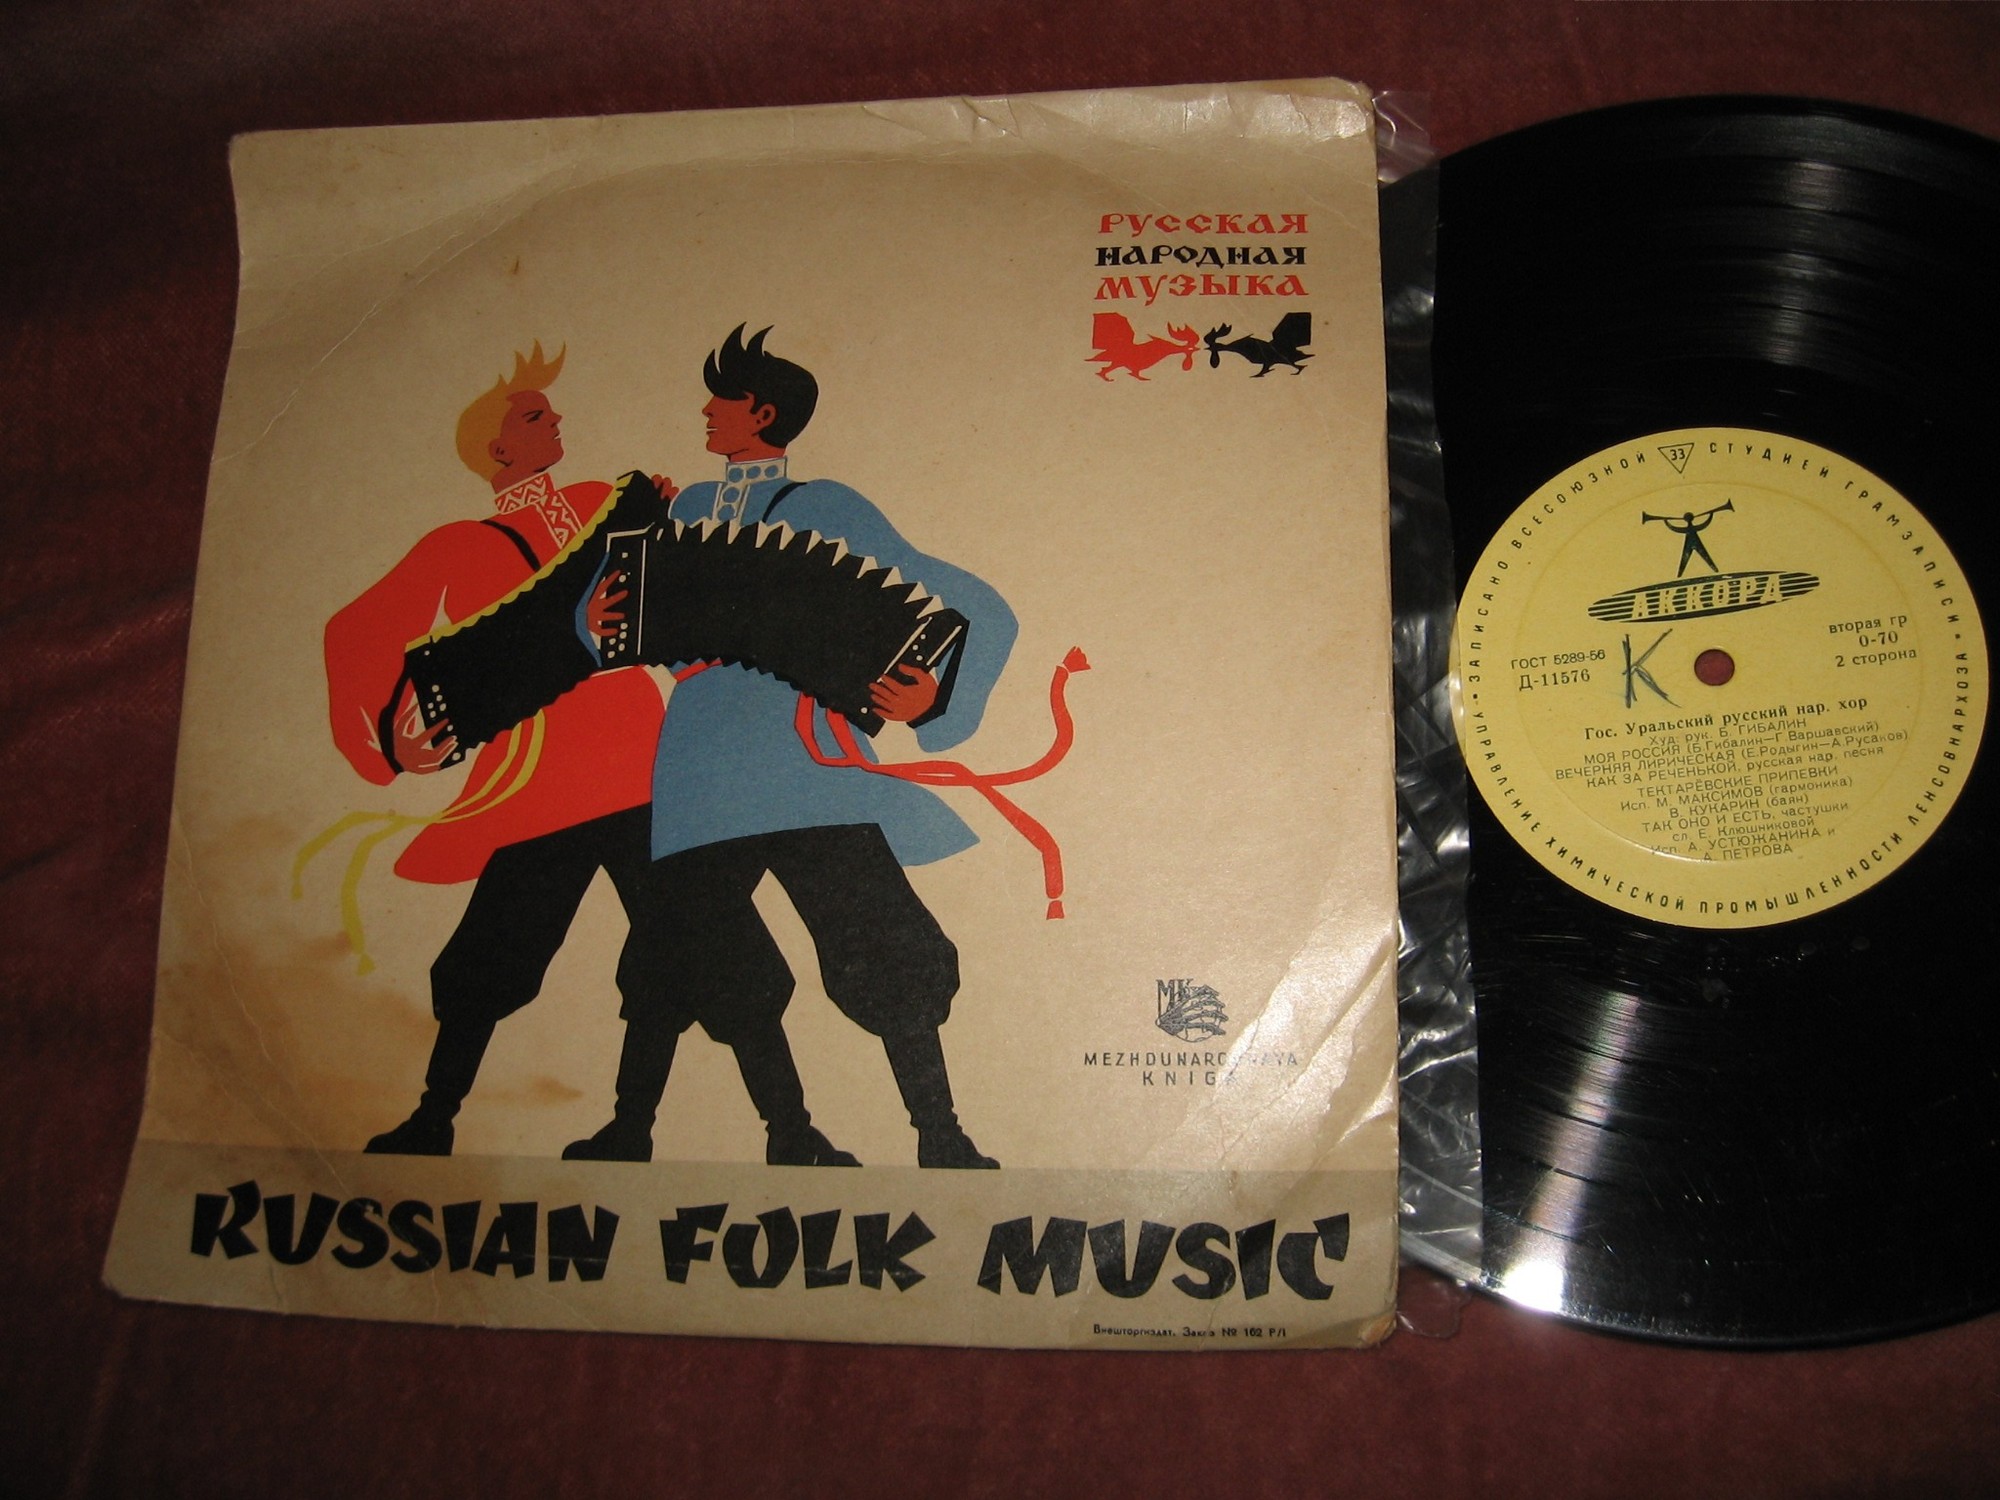 РУССКАЯ
НАРОДНАЯ
МУЗЫКА
МК
MEZHDUNARODNAYA
KNIGA
RUSSIAN FOLK MUSIC
Внешторгиздат. Заказ № 102 Р/I
ЗАПИСАНО ВСЕСОЮЗНОЙ 33 СТУДИЕЙ ГРАМЗАПИСИ
УПРАВЛЕНИЕ ХИМИЧЕСКОЙ ПРОМЫШЛЕННОСТИ ЛЕНСОВНАРХОЗА
АККОРД
ГОСТ 5289-56
Д-11576
К
вторая гр
0-70
2 сторона
Гос. Уральский русский нар. хор
Худ. рук. Б. ГИБАЛИН
МОЯ РОССИЯ (Б.Гибалин—Г.Варшавский)
ВЕЧЕРНЯЯ ЛИРИЧЕСКАЯ (Е.Родыгин—А.Русаков)
КАК ЗА РЕЧЕНЬКОЙ, русская нар. песня
ТЕКТАРЁВСКИЕ ПРИПЕВКИ
Исп. М. МАКСИМОВ (гармоника)
В. КУКАРИН (баян)
ТАК ОНО И ЕСТЬ, частушки
сл. Е. Клюшниковой
Исп. А. УСТЮЖАНИНА и
А. ПЕТРОВА